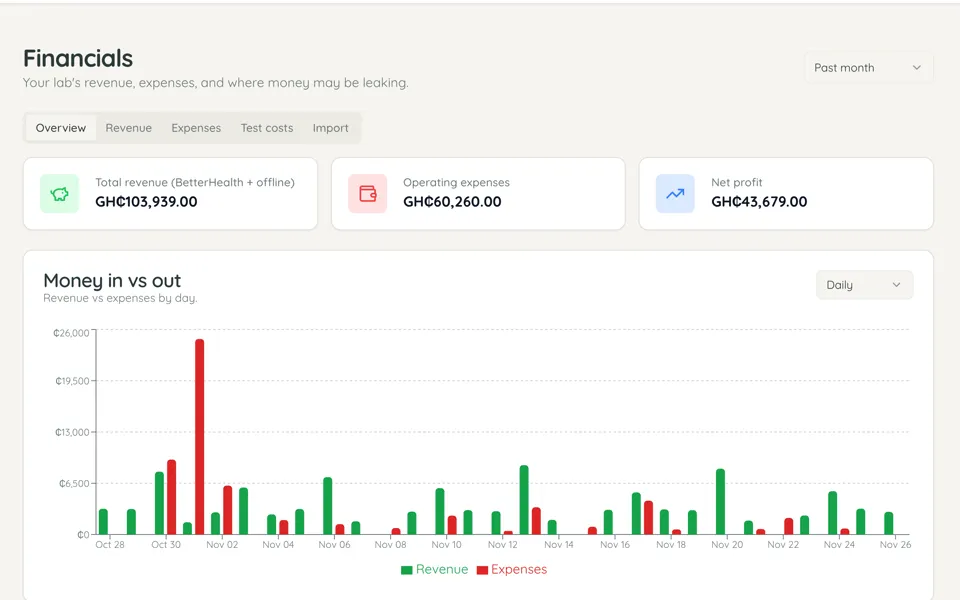 Financials
Your lab's revenue, expenses, and where money may be leaking.
Past month
Overview Revenue Expenses Test costs Import
Total revenue (BetterHealth + offline)
GH₵103,939.00
Operating expenses
GH₵60,260.00
Net profit
GH₵43,679.00
Money in vs out
Revenue vs expenses by day.
Daily
₵26,000
₵19,500
₵13,000
₵6,500
₵0
Oct 28 Oct 30 Nov 02 Nov 04 Nov 06 Nov 08 Nov 10 Nov 12 Nov 14 Nov 16 Nov 18 Nov 20 Nov 22 Nov 24 Nov 26
Revenue Expenses